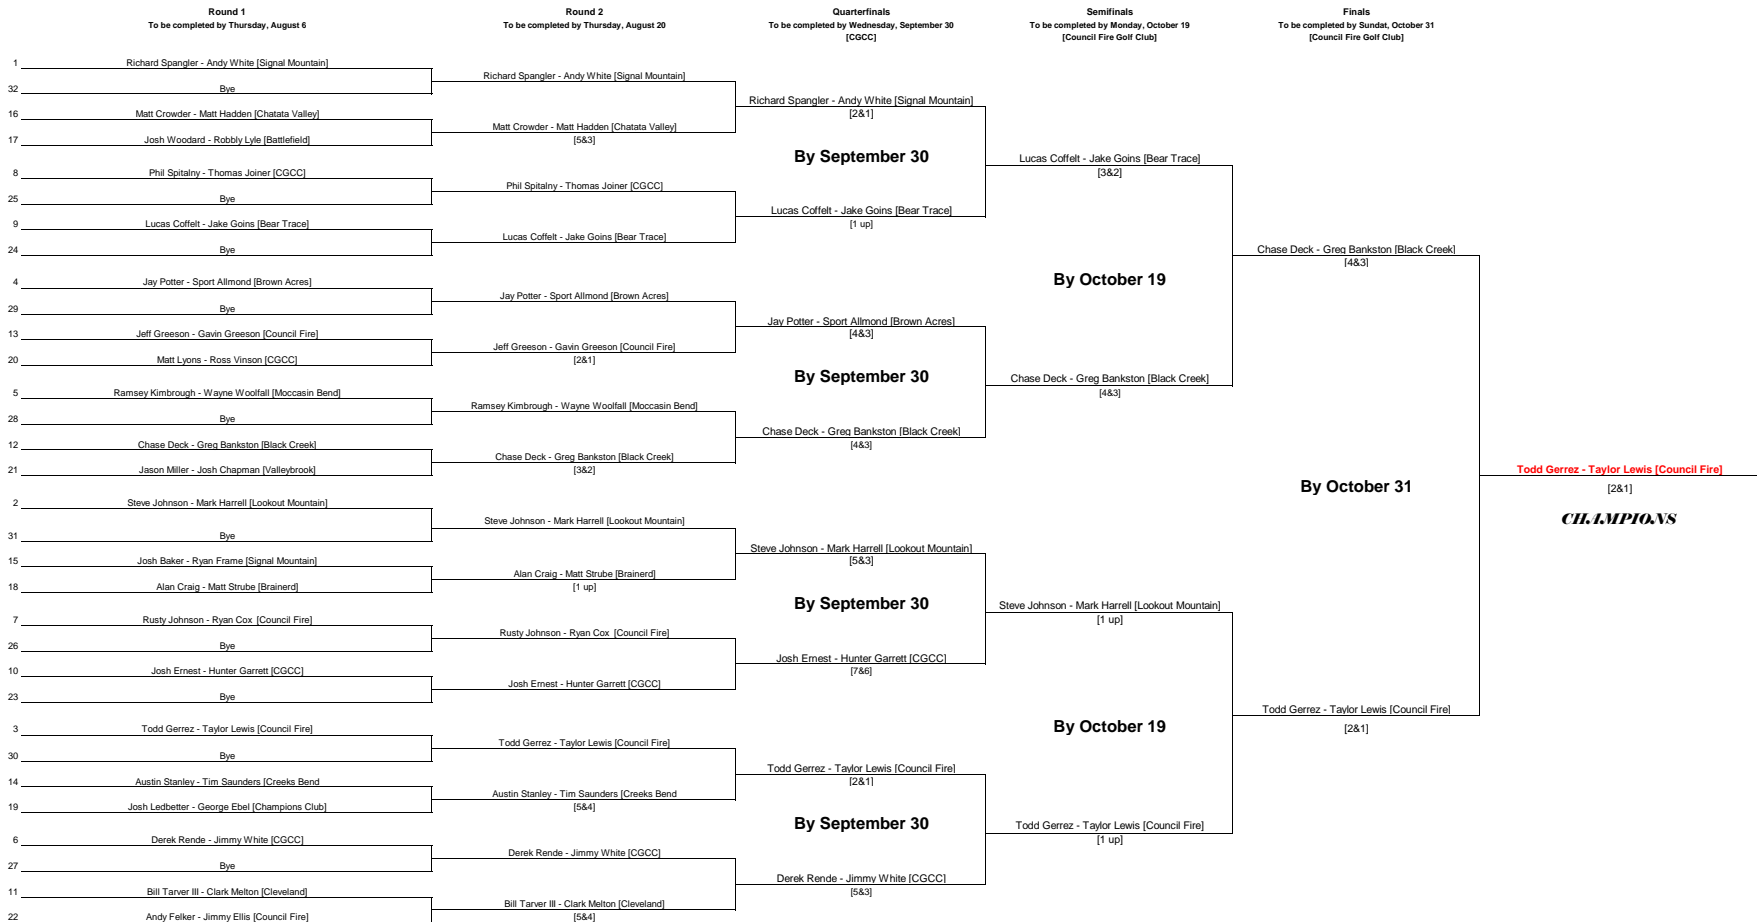 Round 1
To be completed by Thursday, August 6
Round 2
To be completed by Thursday, August 20
Quarterfinals
To be completed by Wednesday, September 30
[CGCC]
Semifinals
To be completed by Monday, October 19
[Council Fire Golf Club]
Finals
To be completed by Sundat, October 31
[Council Fire Golf Club]
1 Richard Spangler - Andy White [Signal Mountain]
32 Bye
16 Matt Crowder - Matt Hadden [Chatata Valley]
17 Josh Woodard - Robbly Lyle [Battlefield]
8 Phil Spitalny - Thomas Joiner [CGCC]
25 Bye
9 Lucas Coffelt - Jake Goins [Bear Trace]
24 Bye
4 Jay Potter - Sport Allmond [Brown Acres]
29 Bye
13 Jeff Greeson - Gavin Greeson [Council Fire]
20 Matt Lyons - Ross Vinson [CGCC]
5 Ramsey Kimbrough - Wayne Woolfall [Moccasin Bend]
28 Bye
12 Chase Deck - Greg Bankston [Black Creek]
21 Jason Miller - Josh Chapman [Valleybrook]
2 Steve Johnson - Mark Harrell [Lookout Mountain]
31 Bye
15 Josh Baker - Ryan Frame [Signal Mountain]
18 Alan Craig - Matt Strube [Brainerd]
7 Rusty Johnson - Ryan Cox [Council Fire]
26 Bye
10 Josh Ernest - Hunter Garrett [CGCC]
23 Bye
3 Todd Gerrez - Taylor Lewis [Council Fire]
30 Bye
14 Austin Stanley - Tim Saunders [Creeks Bend
19 Josh Ledbetter - George Ebel [Champions Club]
6 Derek Rende - Jimmy White [CGCC]
27 Bye
11 Bill Tarver III - Clark Melton [Cleveland]
22 Andy Felker - Jimmy Ellis [Council Fire]
Richard Spangler - Andy White [Signal Mountain]
Matt Crowder - Matt Hadden [Chatata Valley]
[5&3]
Phil Spitalny - Thomas Joiner [CGCC]
Lucas Coffelt - Jake Goins [Bear Trace]
Jay Potter - Sport Allmond [Brown Acres]
Jeff Greeson - Gavin Greeson [Council Fire]
[2&1]
Ramsey Kimbrough - Wayne Woolfall [Moccasin Bend]
Chase Deck - Greg Bankston [Black Creek]
[3&2]
Steve Johnson - Mark Harrell [Lookout Mountain]
Alan Craig - Matt Strube [Brainerd]
[1 up]
Rusty Johnson - Ryan Cox [Council Fire]
Josh Ernest - Hunter Garrett [CGCC]
Todd Gerrez - Taylor Lewis [Council Fire]
Austin Stanley - Tim Saunders [Creeks Bend
[5&4]
Derek Rende - Jimmy White [CGCC]
Bill Tarver III - Clark Melton [Cleveland]
[5&4]
Richard Spangler - Andy White [Signal Mountain]
[2&1]
By September 30
Lucas Coffelt - Jake Goins [Bear Trace]
[1 up]
Jay Potter - Sport Allmond [Brown Acres]
[4&3]
By September 30
Chase Deck - Greg Bankston [Black Creek]
[4&3]
Steve Johnson - Mark Harrell [Lookout Mountain]
[5&3]
By September 30
Josh Ernest - Hunter Garrett [CGCC]
[7&6]
Todd Gerrez - Taylor Lewis [Council Fire]
[2&1]
By September 30
Derek Rende - Jimmy White [CGCC]
[5&3]
Lucas Coffelt - Jake Goins [Bear Trace]
[3&2]
By October 19
Chase Deck - Greg Bankston [Black Creek]
[4&3]
Steve Johnson - Mark Harrell [Lookout Mountain]
[1 up]
By October 19
Todd Gerrez - Taylor Lewis [Council Fire]
[1 up]
Chase Deck - Greg Bankston [Black Creek]
[4&3]
By October 31
Todd Gerrez - Taylor Lewis [Council Fire]
[2&1]
Todd Gerrez - Taylor Lewis [Council Fire]
[2&1]
CHAMPIONS